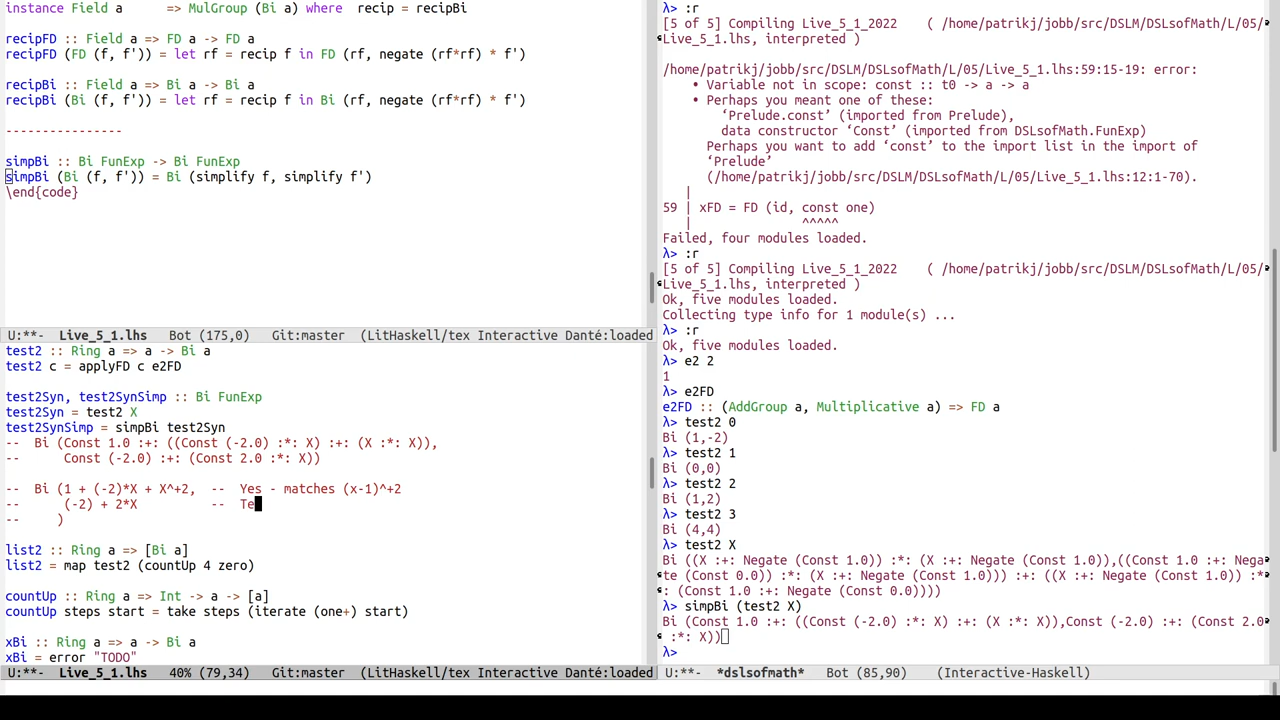 instance Field a      => MulGroup (Bi a) where  recip = recipBi
recipFD :: Field a => FD a -> FD a
recipFD (FD (f, f')) = let rf = recip f in FD (rf, negate (rf*rf) * f')
recipBi :: Field a => Bi a -> Bi a
recipBi (Bi (f, f')) = let rf = recip f in Bi (rf, negate (rf*rf) * f')
----------------
simpBi :: Bi FunExp -> Bi FunExp
simpBi (Bi (f, f')) = Bi (simplify f, simplify f')
\end{code}
U:**-  Live_5_1.lhs   Bot (175,0)    Git:master  (LitHaskell/tex Interactive Danté:loaded
test2 :: Ring a => a -> Bi a
test2 c = applyFD c e2FD
test2Syn, test2SynSimp :: Bi FunExp
test2Syn = test2 X
test2SynSimp = simpBi test2Syn
--  Bi (Const 1.0 :+: ((Const (-2.0) :*: X) :+: (X :*: X)),
--      Const (-2.0) :+: (Const 2.0 :*: X))
--  Bi (1 + (-2)*X + X^+2,  --  Yes - matches (x-1)^+2
--      (-2) + 2*X          --  Te
--     )
list2 :: Ring a => [Bi a]
list2 = map test2 (countUp 4 zero)
countUp :: Ring a => Int -> a -> [a]
countUp steps start = take steps (iterate (one+) start)
xBi :: Ring a => a -> Bi a
xBi = error "TODO"
U:**-  Live_5_1.lhs   40% (79,34)    Git:master  (LitHaskell/tex Interactive Danté:loaded
λ> :r
[5 of 5] Compiling Live_5_1_2022    ( /home/patrikj/jobb/src/DSLM/DSLsofMath/L/05/
Live_5_1.lhs, interpreted )
/home/patrikj/jobb/src/DSLM/DSLsofMath/L/05/Live_5_1.lhs:59:15-19: error:
• Variable not in scope: const :: t0 -> a -> a
• Perhaps you meant one of these:
‘Prelude.const’ (imported from Prelude),
data constructor ‘Const’ (imported from DSLsofMath.FunExp)
Perhaps you want to add ‘const’ to the import list in the import of
‘Prelude’
(/home/patrikj/jobb/src/DSLM/DSLsofMath/L/05/Live_5_1.lhs:12:1-70).
|
59 | xFD = FD (id, const one)
|               ^^^^^
Failed, four modules loaded.
λ> :r
[5 of 5] Compiling Live_5_1_2022    ( /home/patrikj/jobb/src/DSLM/DSLsofMath/L/05/
Live_5_1.lhs, interpreted )
Ok, five modules loaded.
Collecting type info for 1 module(s) ...
λ> :r
Ok, five modules loaded.
λ> e2 2
1
λ> e2FD
e2FD :: (AddGroup a, Multiplicative a) => FD a
λ> test2 0
Bi (1,-2)
λ> test2 1
Bi (0,0)
λ> test2 2
Bi (1,2)
λ> test2 3
Bi (4,4)
λ> test2 X
Bi ((X :+: Negate (Const 1.0)) :*: (X :+: Negate (Const 1.0)),((Const 1.0 :+: Nega
te (Const 0.0)) :*: (X :+: Negate (Const 1.0))) :+: ((X :+: Negate (Const 1.0)) :*
: (Const 1.0 :+: Negate (Const 0.0))))
λ> simpBi (test2 X)
Bi (Const 1.0 :+: ((Const (-2.0) :*: X) :+: (X :*: X)),Const (-2.0) :+: (Const 2.0
:*: X))
λ>
U:**-  *dslsofmath*   Bot (85,90)    (Interactive-Haskell)